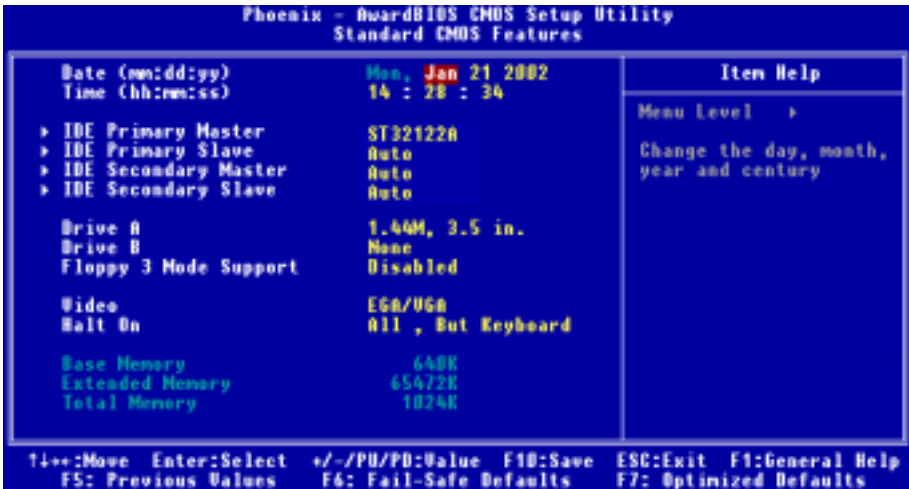 Phoenix - AwardBIOS CMOS Setup Utility
Standard CMOS Features
Date (mm:dd:yy) Mon, Jan 21 2002
Time (hh:mm:ss) 14 : 28 : 34
IDE Primary Master ST32122A
IDE Primary Slave Auto
IDE Secondary Master Auto
IDE Secondary Slave Auto
Drive A 1.44M, 3.5 in.
Drive B None
Floppy 3 Mode Support Disabled
Video EGA/VGA
Halt On All , But Keyboard
Base Memory 640K
Extended Memory 65472K
Total Memory 1024K
Item Help
Menu Level ▸
Change the day, month,
year and century
↑↓→←:Move Enter:Select +/-/PU/PD:Value F10:Save ESC:Exit F1:General Help
F5: Previous Values F6: Fail-Safe Defaults F7: Optimized Defaults